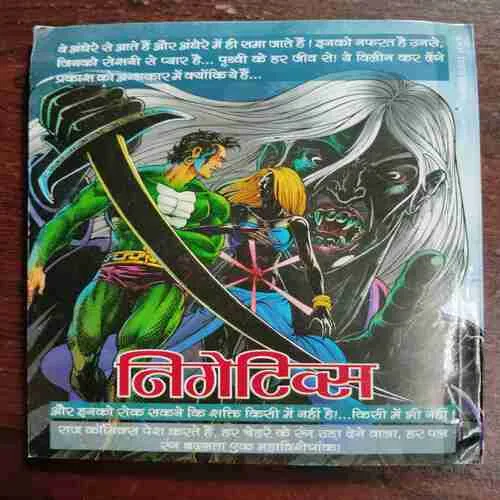 ये अंधेरे से आते हैं और अंधेरे में ही समा जाते हैं। इनको नफरत है उनसे,
जिनको रोशनी से प्यार है... पृथ्वी के हर जीव से। ये विलीन कर देंगे
प्रकाश को अन्धकार में क्योंकि ये हैं...
निगेटिव्स
और इनको रोक सकने कि शक्ति किसी में नहीं है!...किसी में भी नहीं!
राज कॉमिक्स पेश करते हैं, हर चेहरे के रंग उड़ा देने वाला, हर पल
रंग बदलता एक महाविशेषांक।